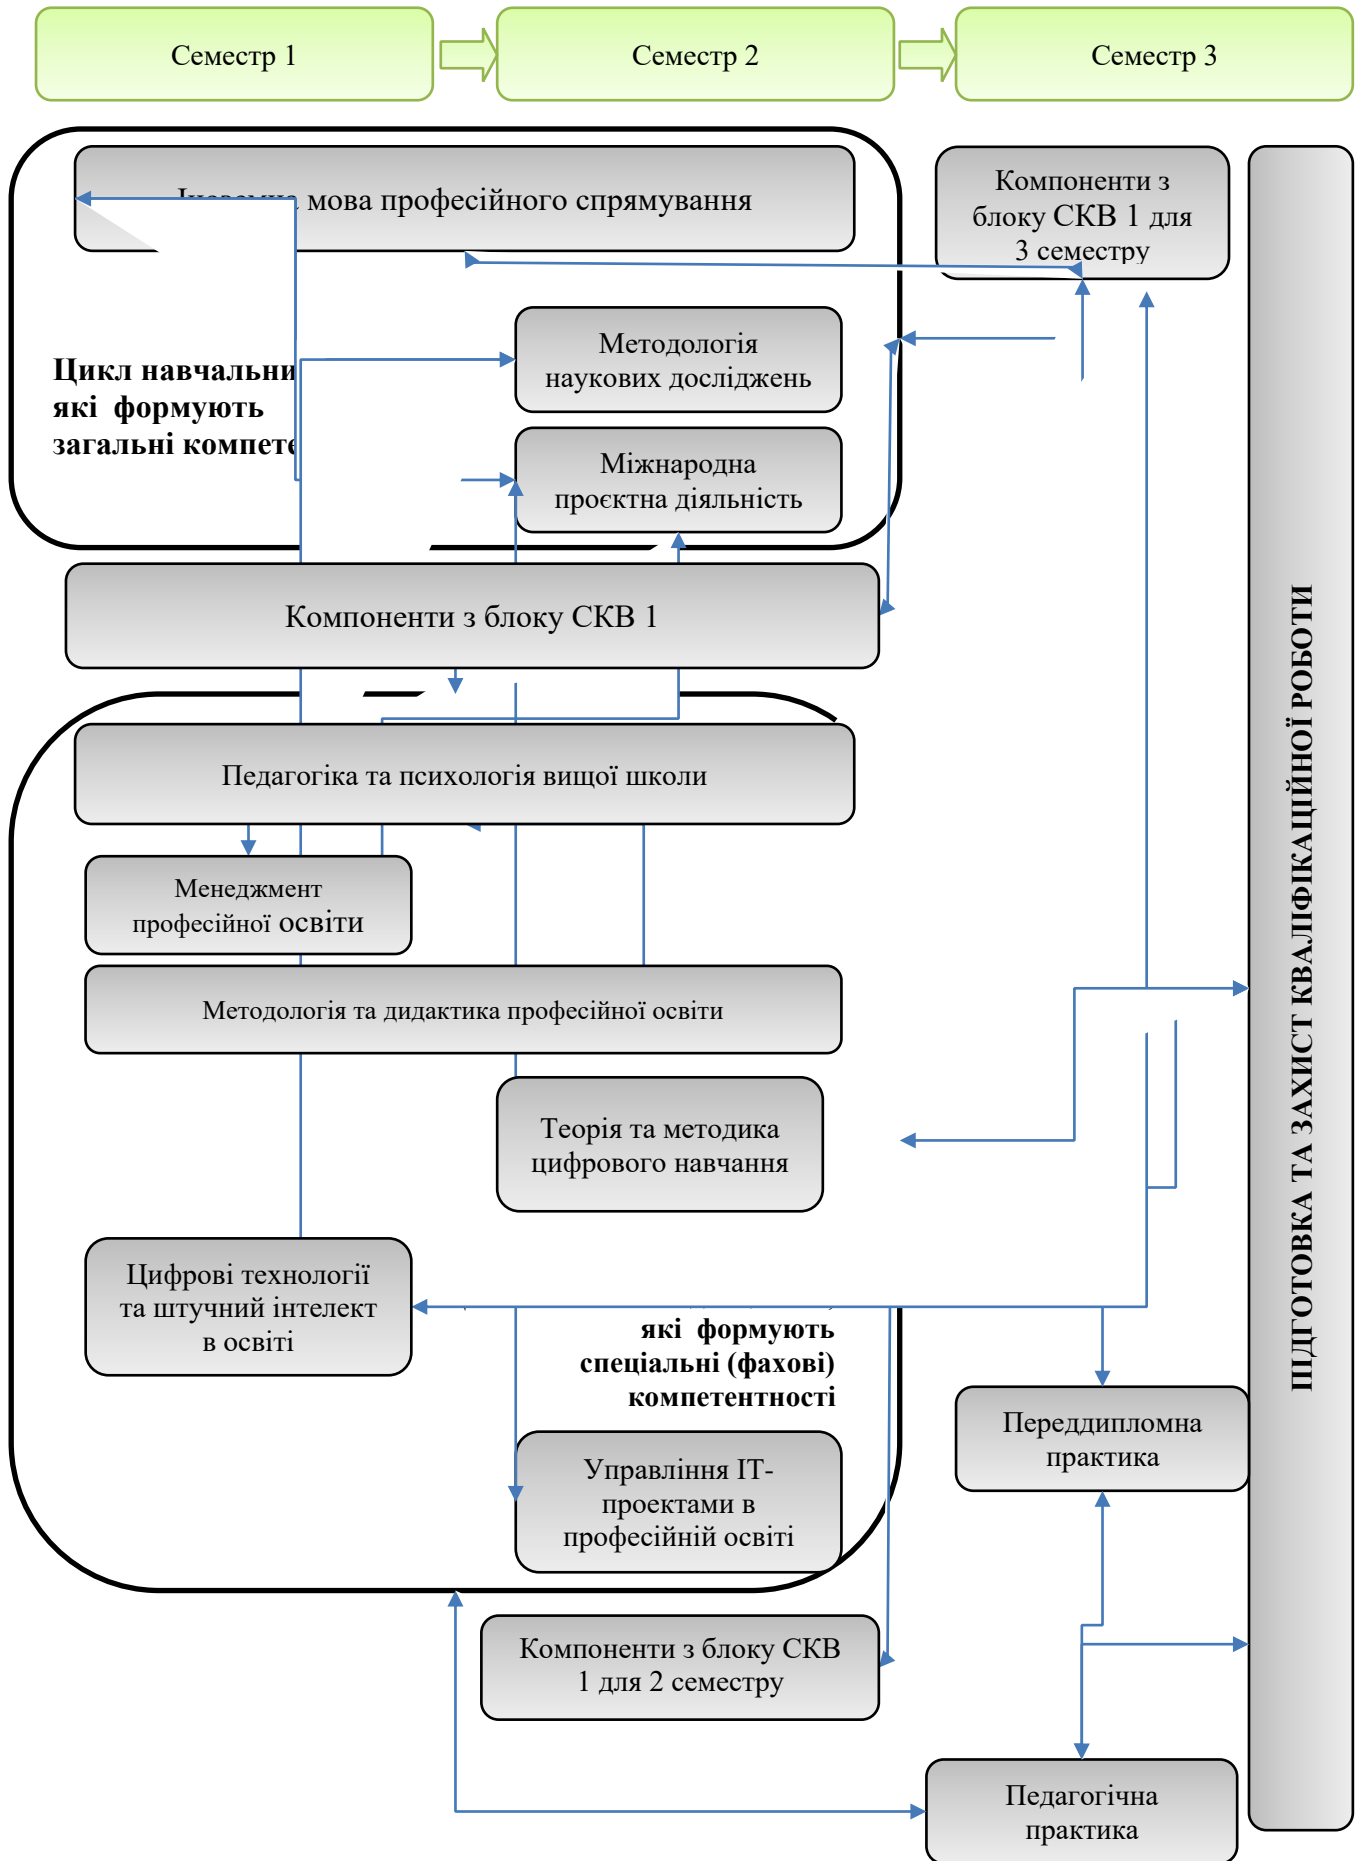 Семестр 1
Семестр 2
Семестр 3
мова професійного спрямування
Компоненти з
блоку СКВ 1 для
3 семестру
Методологія
наукових досліджень
Цикл
які формують
загальні
Міжнародна
проєктна діяльність
Компоненти з блоку СКВ 1
Педагогіка та психологія вищої школи
Менеджмент
професійної освіти
Методологія та дидактика професійної освіти
Теорія та методика
цифрового навчання
Цифрові технології
та штучний інтелект
в освіті
які формують
спеціальні (фахові)
компетентності
Переддипломна
практика
Управління ІТ-
проектами в
професійній освіті
Компоненти з блоку СКВ
1 для 2 семестру
Педагогічна
практика
ПІДГОТОВКА ТА ЗАХИСТ КВАЛІФІКАЦІЙНОЇ РОБОТИ